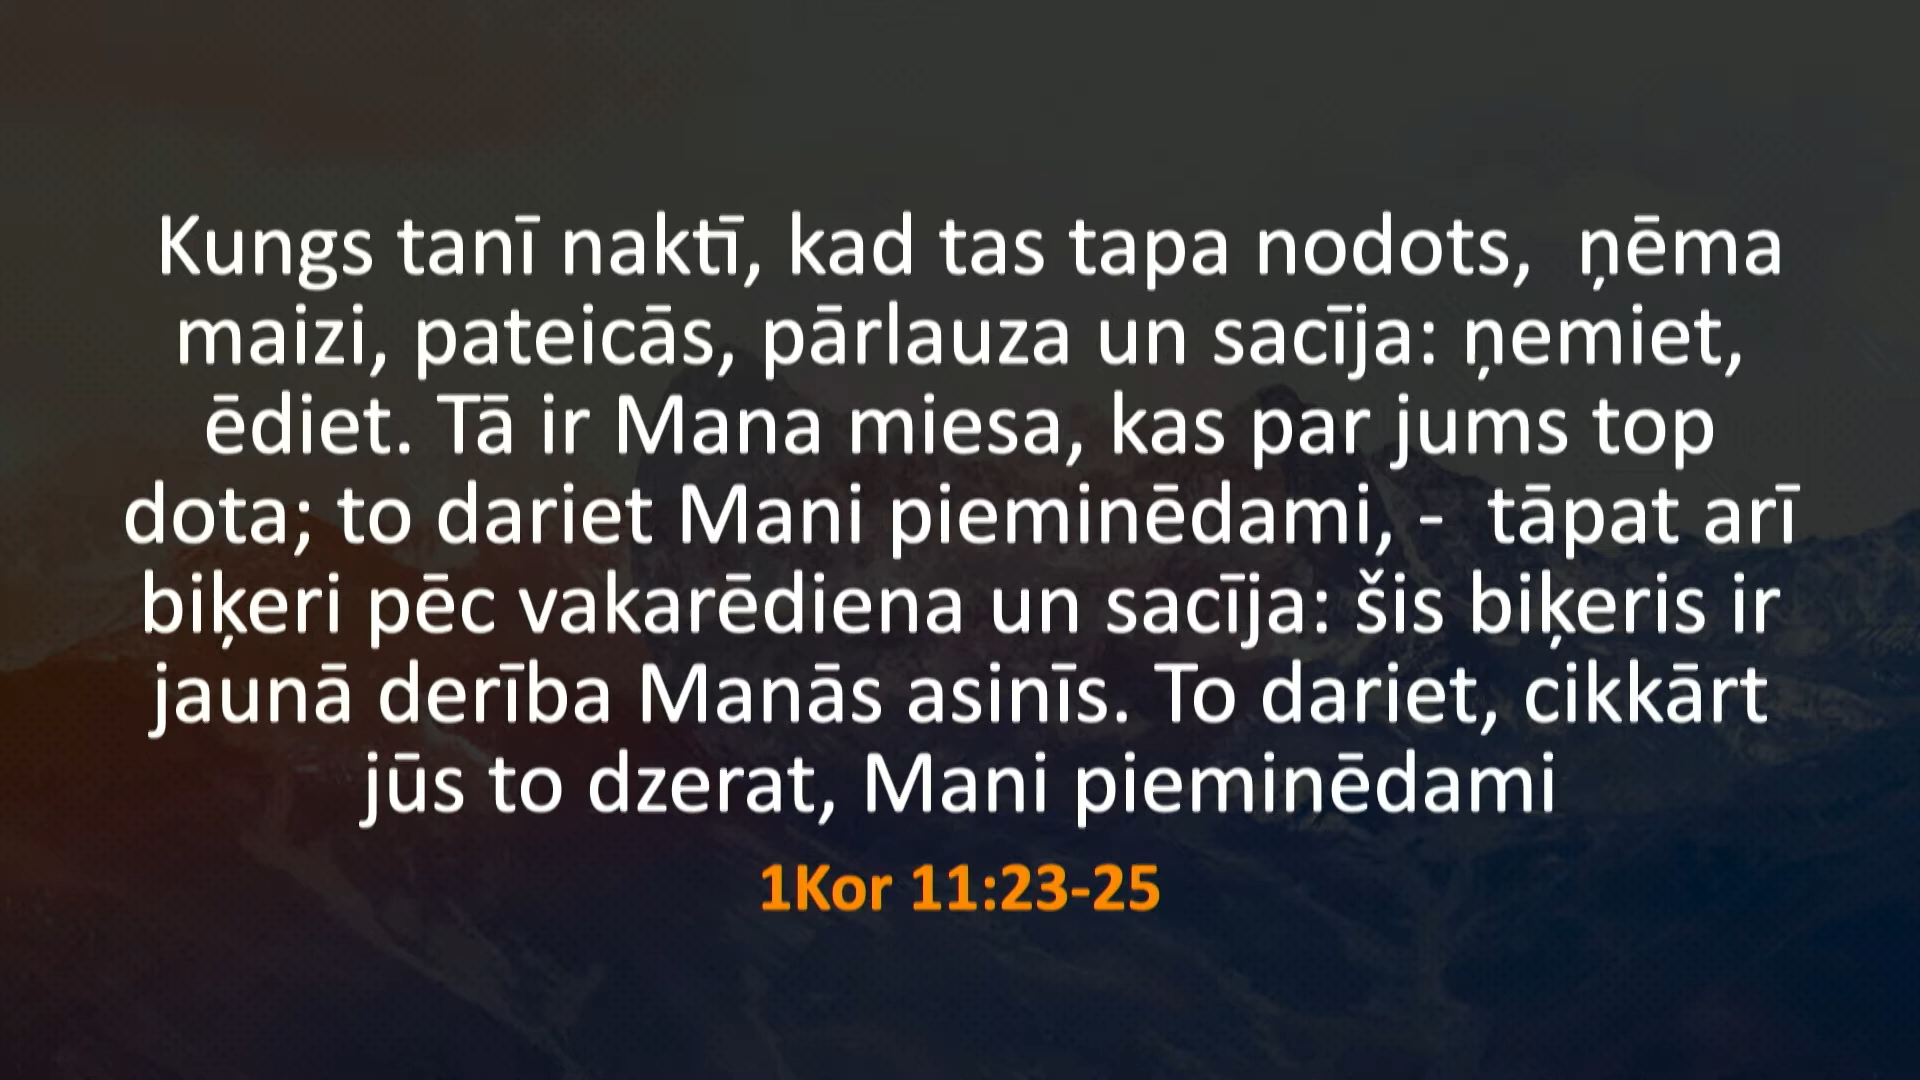 Kungs tanī naktī, kad tas tapa nodots,  ņēma
maizi, pateicās, pārlauza un sacīja: ņemiet,
ēdiet. Tā ir Mana miesa, kas par jums top
dota; to dariet Mani pieminēdami, -  tāpat arī
biķeri pēc vakarēdiena un sacīja: šis biķeris ir
jaunā derība Manās asinīs. To dariet, cikkārt
jūs to dzerat, Mani pieminēdami
1Kor 11:23-25